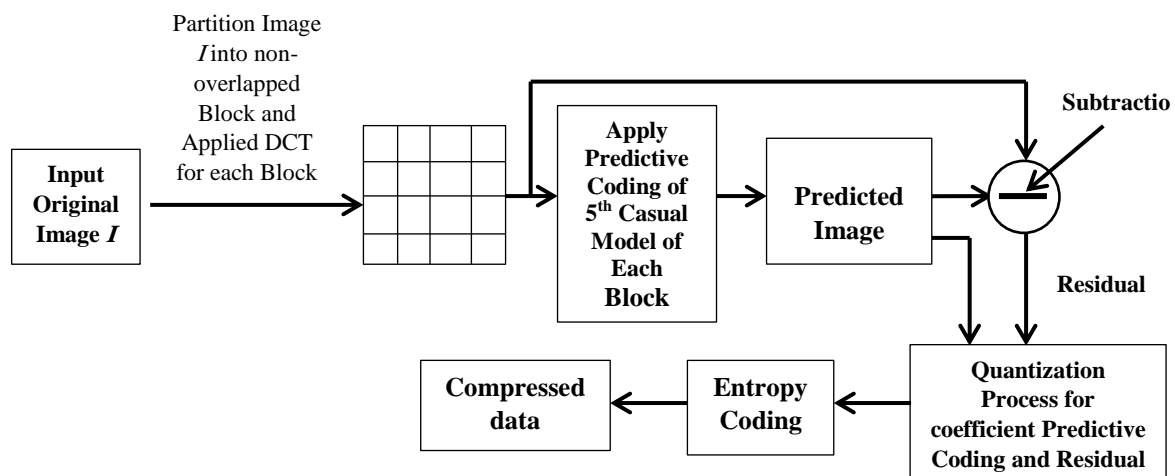 Partition Image
I into non-
overlapped
Block and
Applied DCT
for each Block
Input
Original
Image I
Apply
Predictive
Coding of
5th Casual
Model of
Each
Block
Predicted
Image
Subtractio
Residual
Quantization
Process for
coefficient Predictive
Coding and Residual
Entropy
Coding
Compressed
data